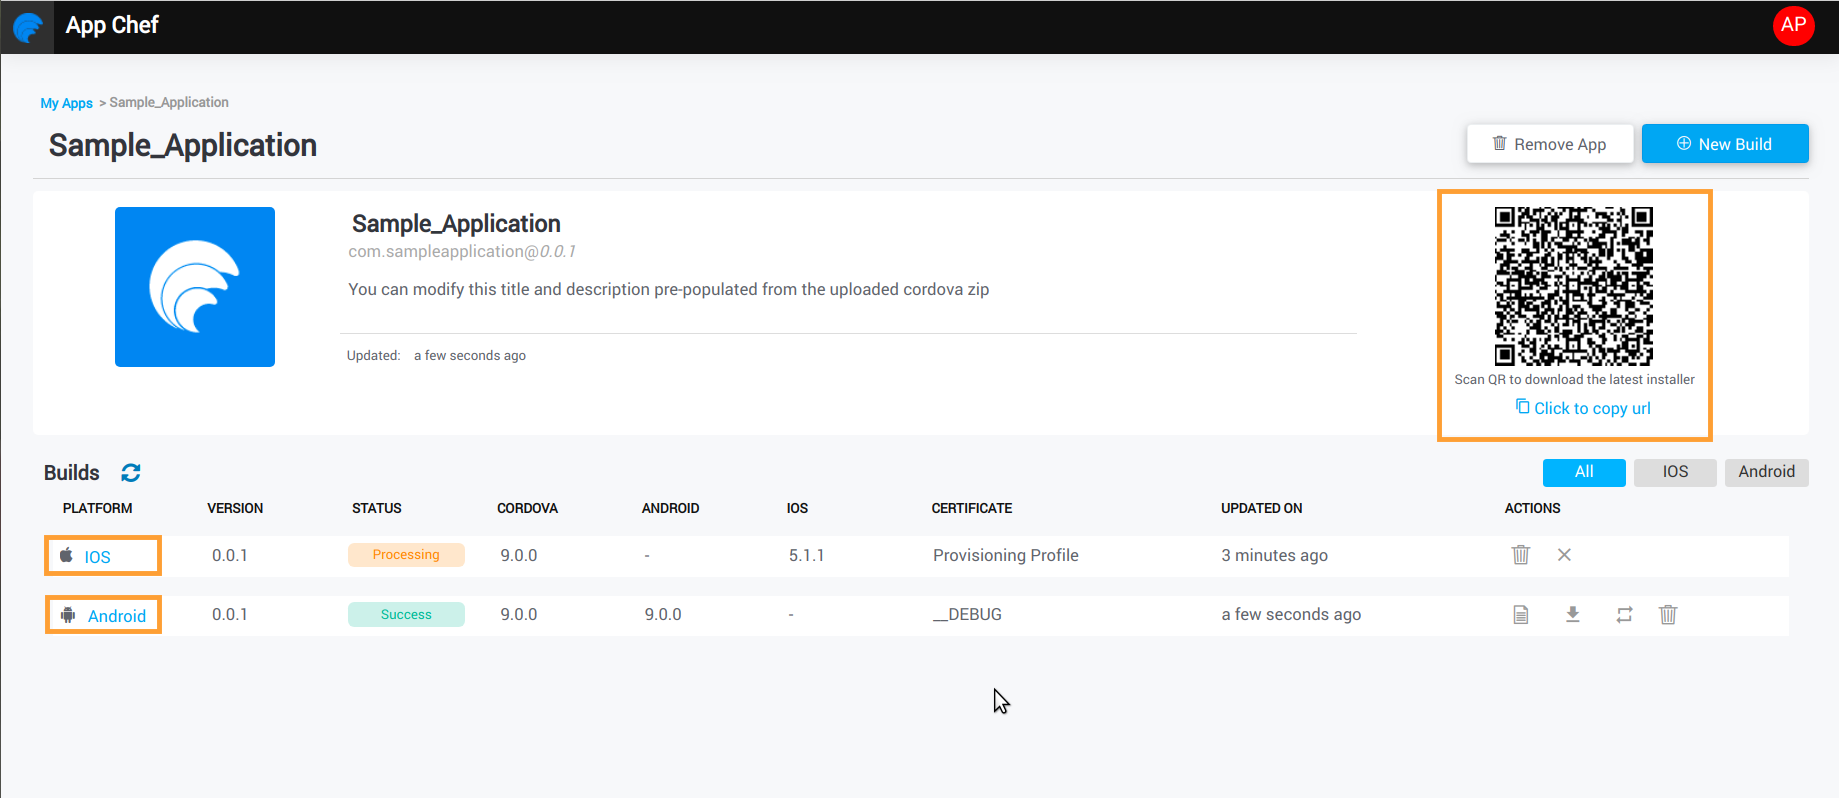 App Chef
AP
My Apps > Sample_Application
Sample_Application
Remove App
New Build
Sample_Application
com.sampleapplication@0.0.1
You can modify this title and description pre-populated from the uploaded cordova zip
Updated: a few seconds ago
Scan QR to download the latest installer
Click to copy url
Builds
All IOS Android
PLATFORM VERSION STATUS CORDOVA ANDROID IOS CERTIFICATE UPDATED ON ACTIONS
IOS 0.0.1 Processing 9.0.0 - 5.1.1 Provisioning Profile 3 minutes ago
Android 0.0.1 Success 9.0.0 9.0.0 - __DEBUG a few seconds ago